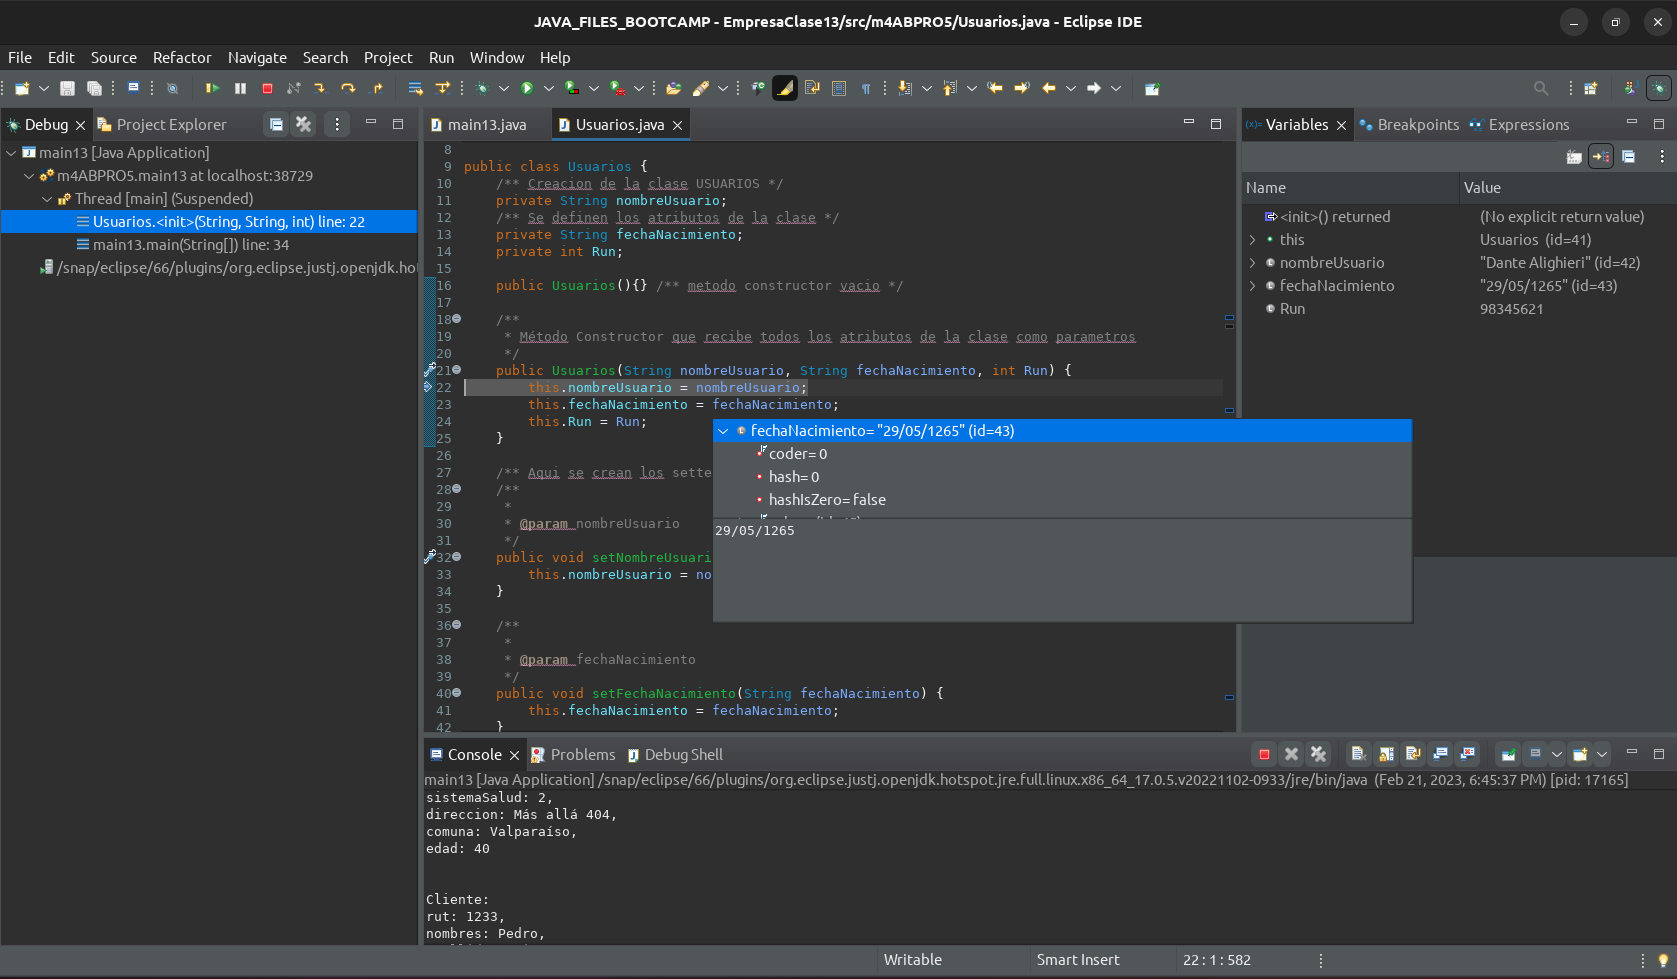 JAVA_FILES_BOOTCAMP - EmpresaClase13/src/m4ABPRO5/Usuarios.java - Eclipse IDE
File Edit Source Refactor Navigate Search Project Run Window Help
Debug Project Explorer
main13 [Java Application]
m4ABPRO5.main13 at localhost:38729
Thread [main] (Suspended)
Usuarios.<init>(String, String, int) line: 22
main13.main(String[]) line: 34
/snap/eclipse/66/plugins/org.eclipse.justj.openjdk.hot
main13.java Usuarios.java
8
9 public class Usuarios {
10 /** Creacion de la clase USUARIOS */
11 private String nombreUsuario;
12 /** Se definen los atributos de la clase */
13 private String fechaNacimiento;
14 private int Run;
15
16 public Usuarios(){} /** metodo constructor vacio */
17
18 /**
19 * Método Constructor que recibe todos los atributos de la clase como parametros
20 */
21 public Usuarios(String nombreUsuario, String fechaNacimiento, int Run) {
22 this.nombreUsuario = nombreUsuario;
23 this.fechaNacimiento = fechaNacimiento;
24 this.Run = Run;
25 }
26
27 /** Aqui se crean los sette
28 /**
29 *
30 * @param nombreUsuario
31 */
32 public void setNombreUsuari
33 this.nombreUsuario = no
34 }
35
36 /**
37 *
38 * @param fechaNacimiento
39 */
40 public void setFechaNacimiento(String fechaNacimiento) {
41 this.fechaNacimiento = fechaNacimiento;
42 }
fechaNacimiento= "29/05/1265" (id=43)
coder= 0
hash= 0
hashIsZero= false
29/05/1265
Variables Breakpoints Expressions
Name Value
<init>() returned (No explicit return value)
this Usuarios (id=41)
nombreUsuario "Dante Alighieri" (id=42)
fechaNacimiento "29/05/1265" (id=43)
Run 98345621
Console Problems Debug Shell
main13 [Java Application] /snap/eclipse/66/plugins/org.eclipse.justj.openjdk.hotspot.jre.full.linux.x86_64_17.0.5.v20221102-0933/jre/bin/java (Feb 21, 2023, 6:45:37 PM) [pid: 17165]
sistemaSalud: 2,
direccion: Más allá 404,
comuna: Valparaíso,
edad: 40
Cliente:
rut: 1233,
nombres: Pedro,
Writable Smart Insert 22 : 1 : 582